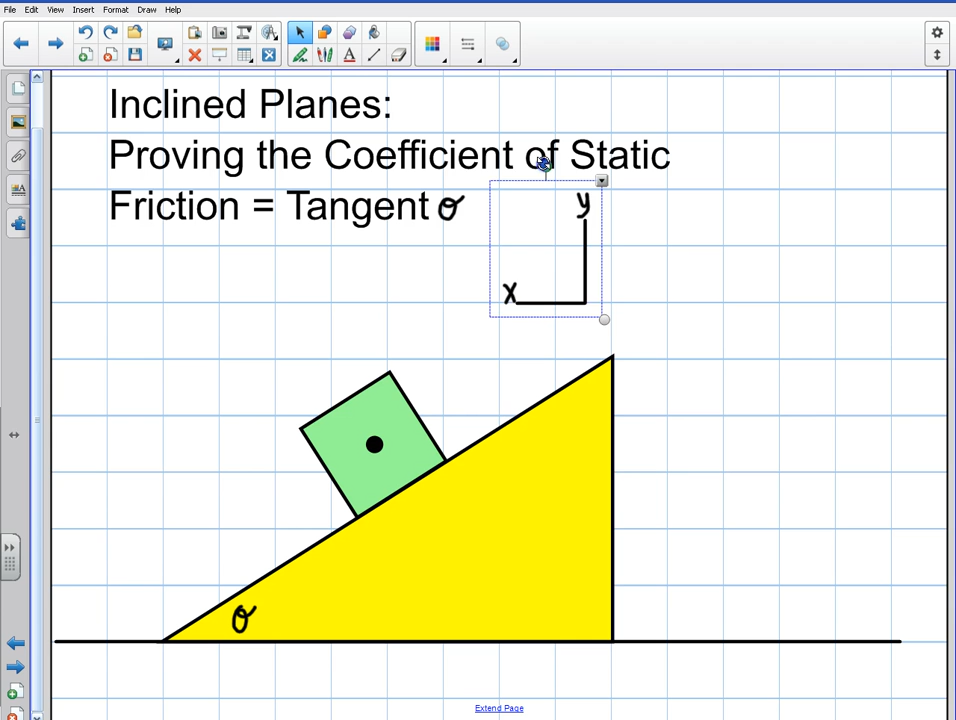 File Edit View Insert Format Draw Help
Inclined Planes:
Proving the Coefficient of Static
Friction = Tangent θ
y
x
θ
Extend Page